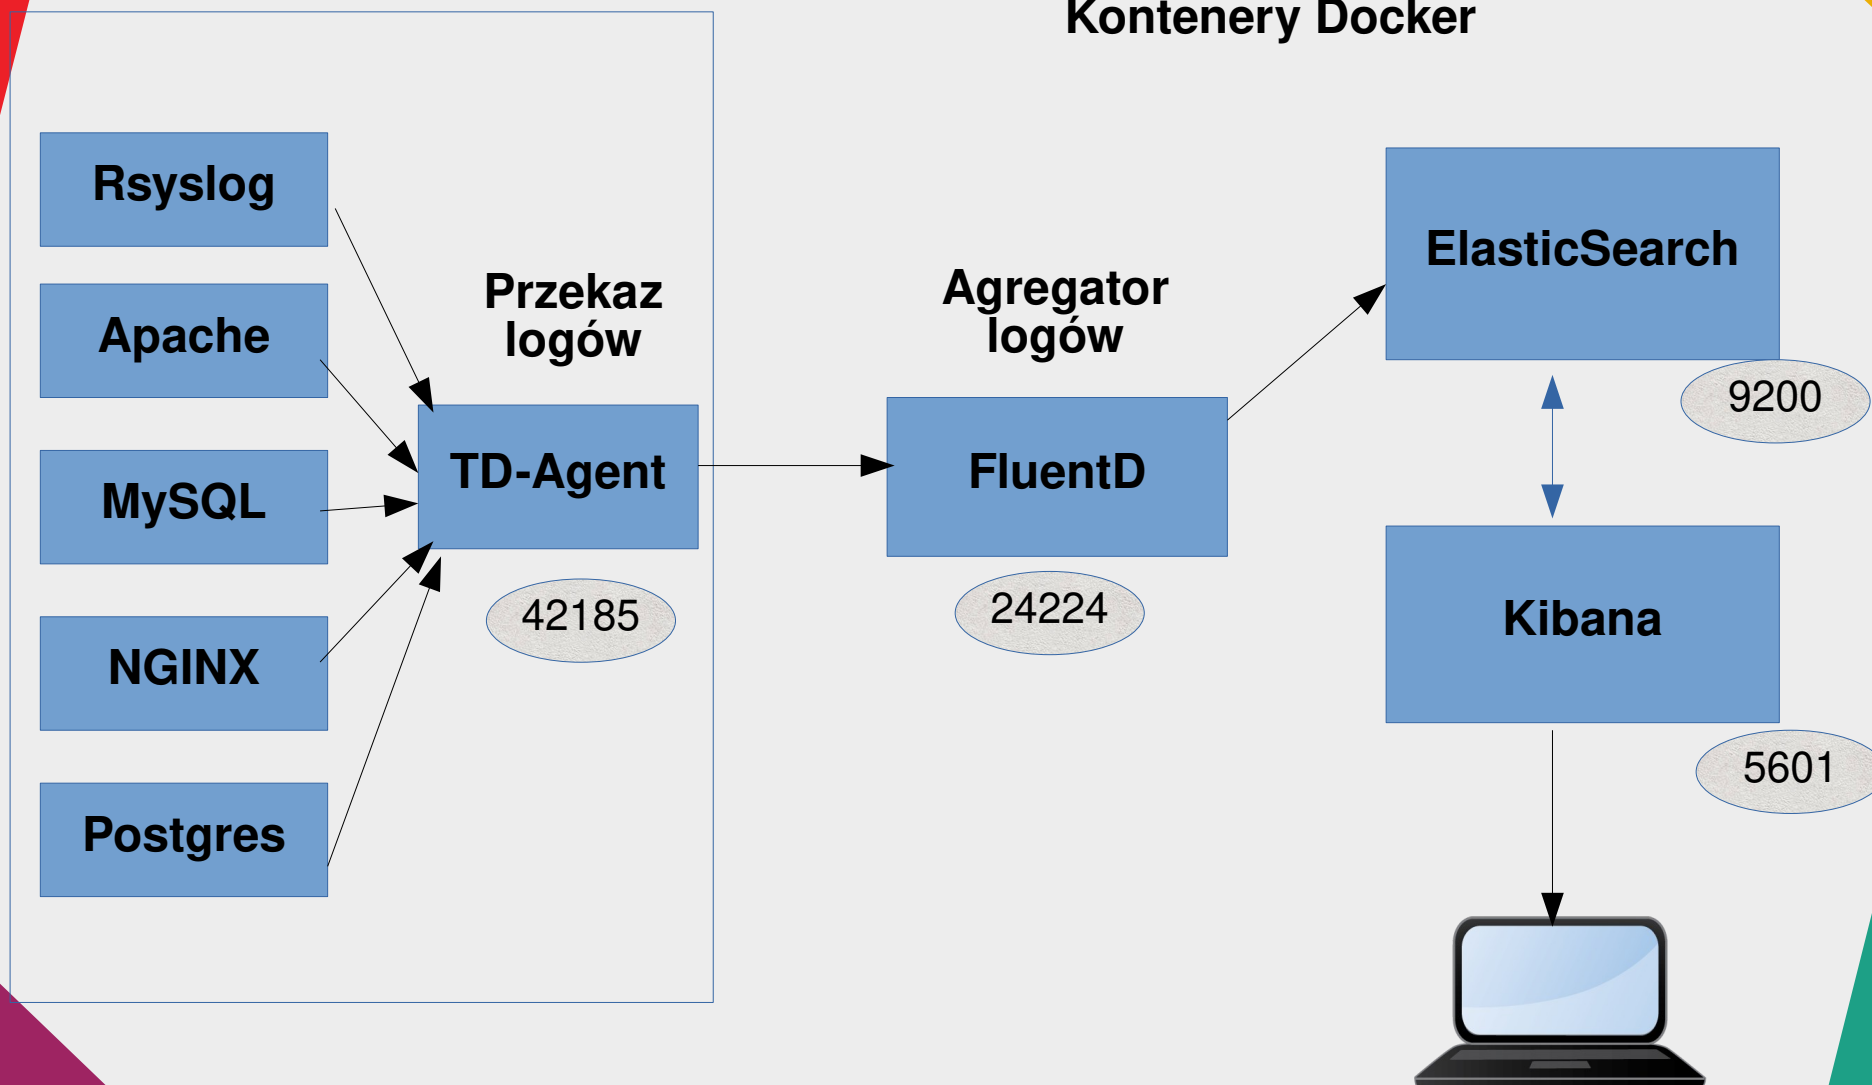 Kontenery Docker
Rsyslog
Apache
MySQL
NGINX
Postgres
Przekaz
logów
TD-Agent
42185
Agregator
logów
FluentD
24224
ElasticSearch
9200
Kibana
5601